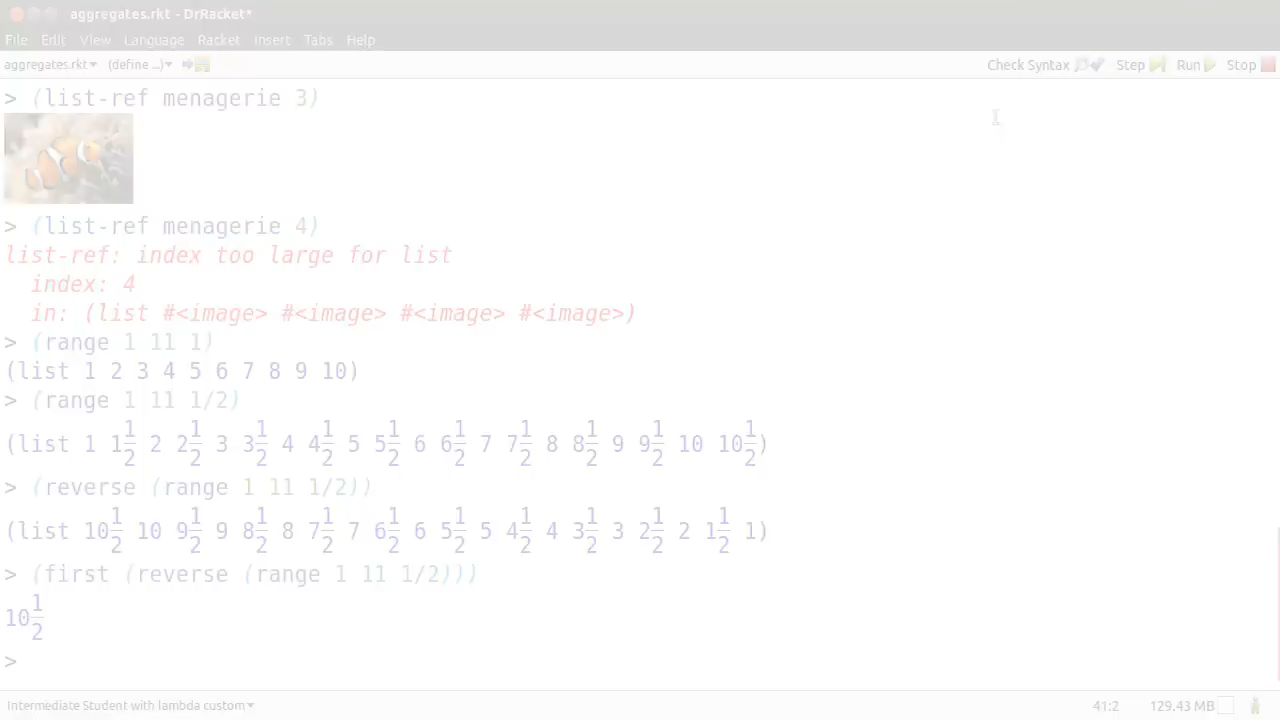 aggregates.rkt - DrRacket*
File Edit View Language Racket Insert Tabs Help
aggregates.rkt (define ...) Check Syntax Step Run Stop
> (list-ref menagerie 3)
> (list-ref menagerie 4)
list-ref: index too large for list
index: 4
in: (list #<image> #<image> #<image> #<image>)
> (range 1 11 1)
(list 1 2 3 4 5 6 7 8 9 10)
> (range 1 11 1/2)
(list 1 1 1/2 2 2 1/2 3 3 1/2 4 4 1/2 5 5 1/2 6 6 1/2 7 7 1/2 8 8 1/2 9 9 1/2 10 10 1/2)
> (reverse (range 1 11 1/2))
(list 10 1/2 10 9 1/2 9 8 1/2 8 7 1/2 7 6 1/2 6 5 1/2 5 4 1/2 4 3 1/2 3 2 1/2 2 1 1/2 1)
> (first (reverse (range 1 11 1/2)))
10 1/2
>
Intermediate Student with lambda custom 41:2 129.43 MB